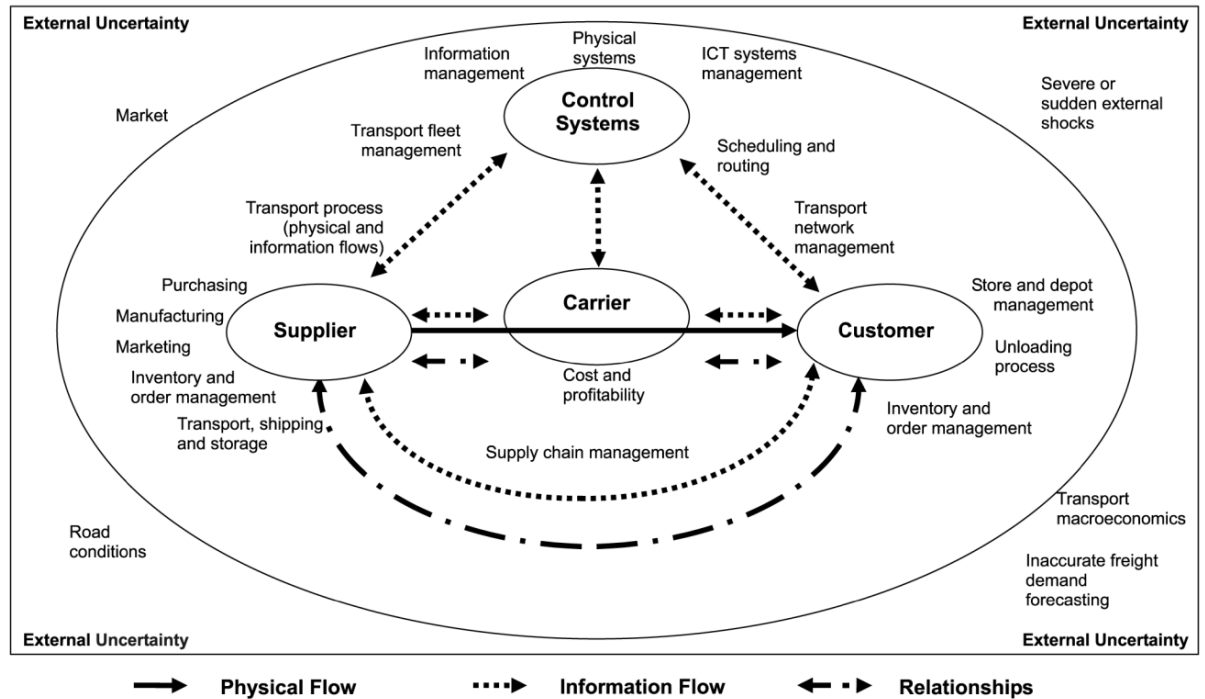 External Uncertainty
External Uncertainty
Physical
systems
Information
management
ICT systems
management
Severe or
sudden external
shocks
Market
Control
Systems
Transport fleet
management
Scheduling and
routing
Transport process
(physical and
information flows)
Transport
network
management
Purchasing
Manufacturing
Marketing
Inventory and
order management
Transport, shipping
and storage
Supplier
Carrier
Cost and
profitability
Customer
Store and depot
management
Unloading
process
Inventory and
order management
Supply chain management
Road
conditions
Transport
macroeconomics
Inaccurate freight
demand
forecasting
External Uncertainty
External Uncertainty
Physical Flow
Information Flow
Relationships